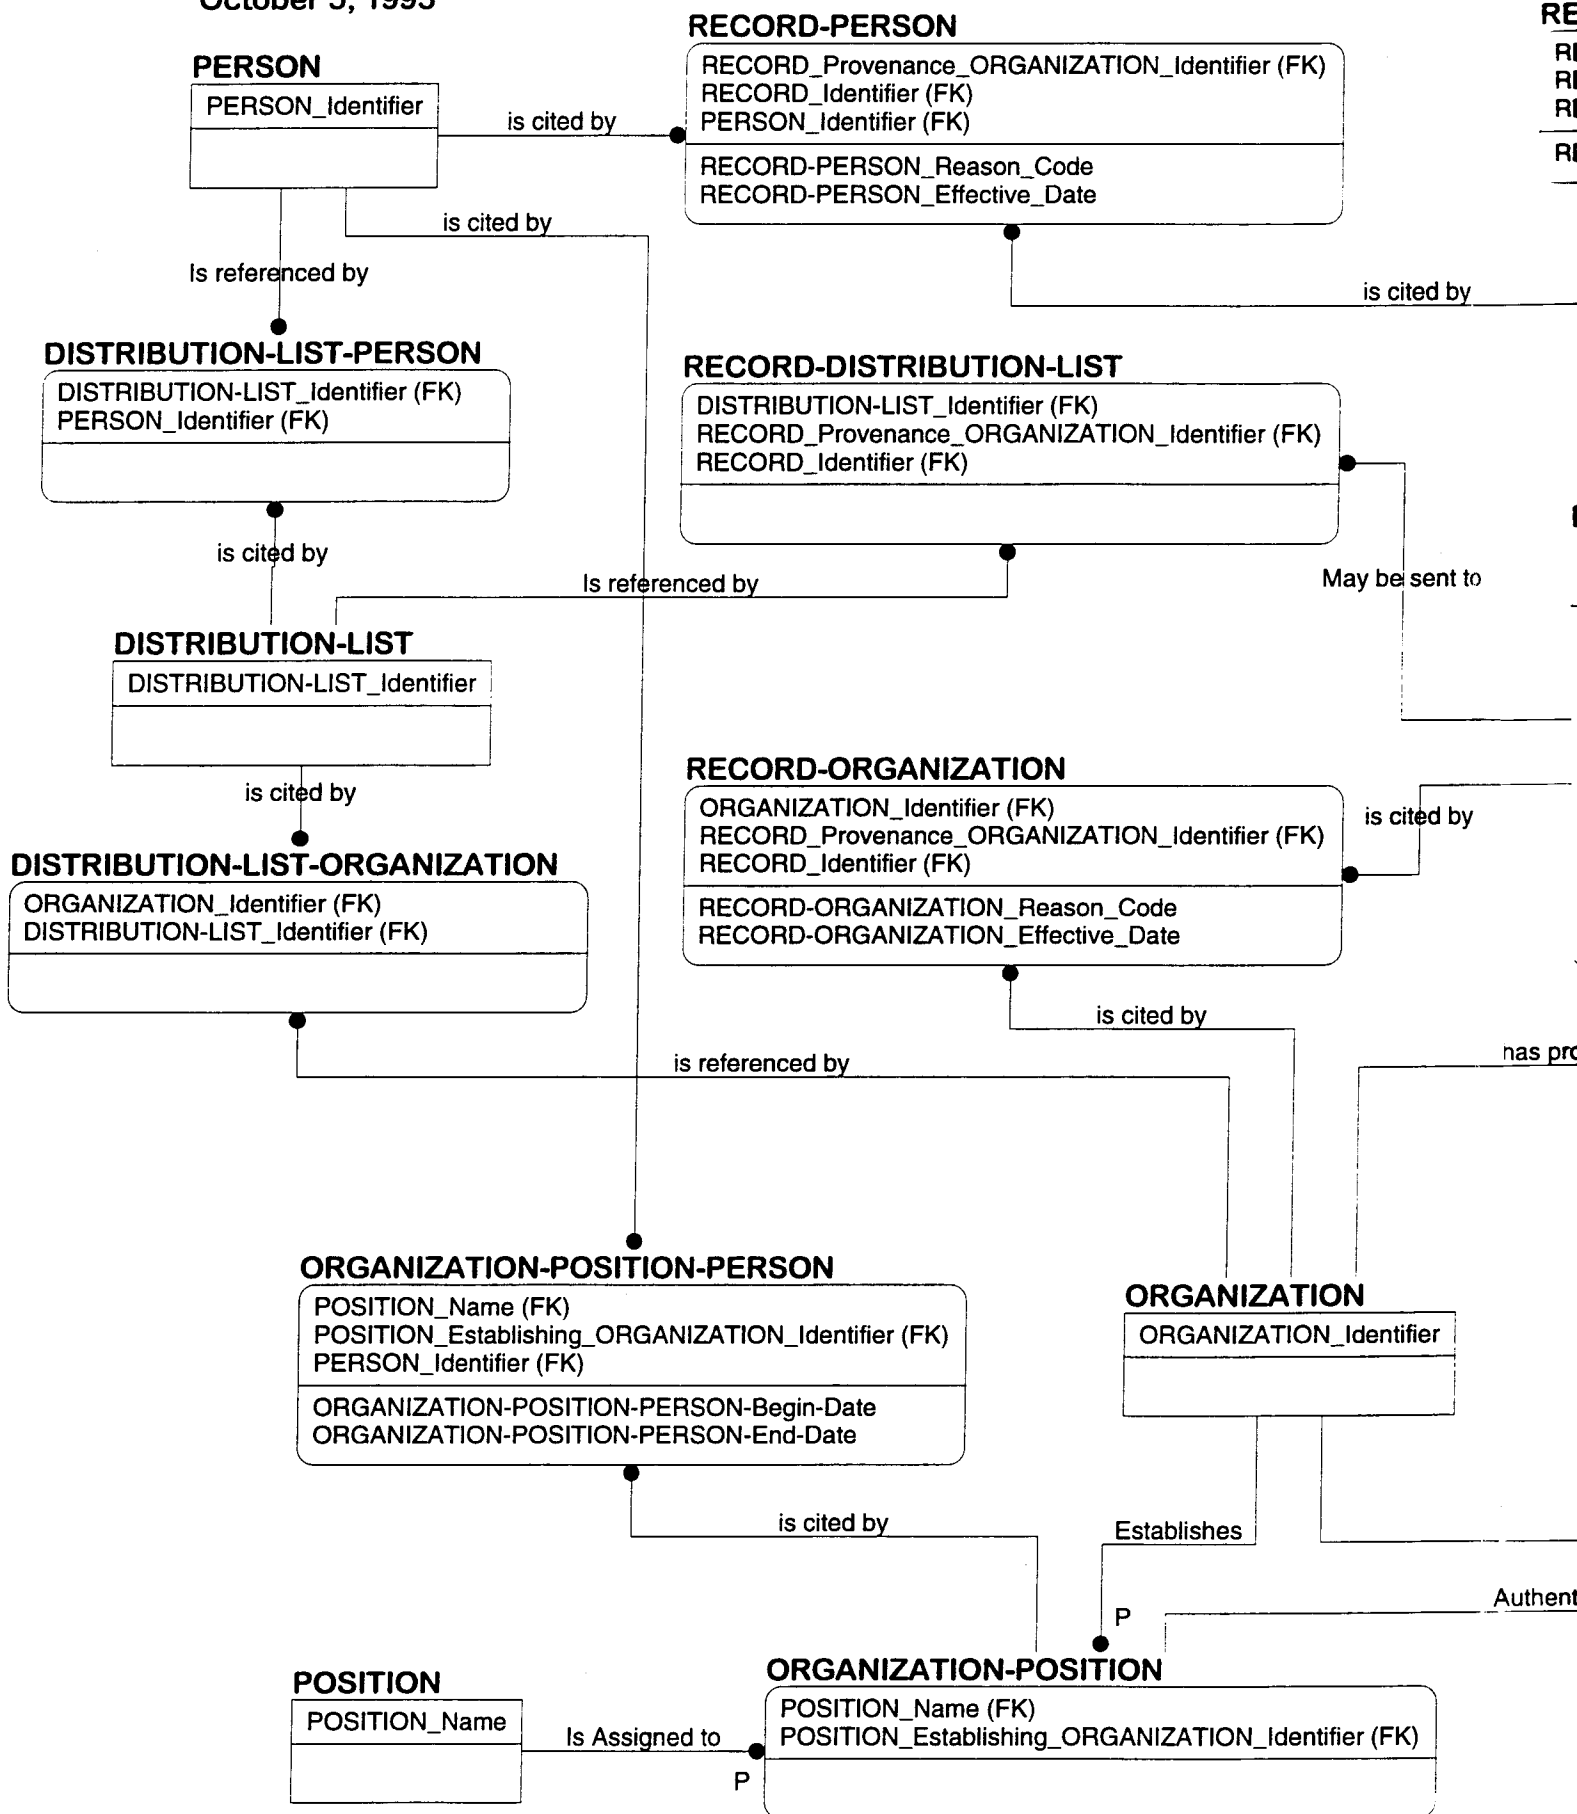 October 5, 1995
PERSON
PERSON_Identifier
is cited by
RECORD-PERSON
RECORD_Provenance_ORGANIZATION_Identifier (FK)
RECORD_Identifier (FK)
PERSON_Identifier (FK)
RECORD-PERSON_Reason_Code
RECORD-PERSON_Effective_Date
is cited by
Is referenced by
is cited by
DISTRIBUTION-LIST-PERSON
DISTRIBUTION-LIST_Identifier (FK)
PERSON_Identifier (FK)
RECORD-DISTRIBUTION-LIST
DISTRIBUTION-LIST_Identifier (FK)
RECORD_Provenance_ORGANIZATION_Identifier (FK)
RECORD_Identifier (FK)
is cited by
Is referenced by
May be sent to
DISTRIBUTION-LIST
DISTRIBUTION-LIST_Identifier
is cited by
RECORD-ORGANIZATION
ORGANIZATION_Identifier (FK)
RECORD_Provenance_ORGANIZATION_Identifier (FK)
RECORD_Identifier (FK)
RECORD-ORGANIZATION_Reason_Code
RECORD-ORGANIZATION_Effective_Date
is cited by
DISTRIBUTION-LIST-ORGANIZATION
ORGANIZATION_Identifier (FK)
DISTRIBUTION-LIST_Identifier (FK)
is cited by
is referenced by
has pro
ORGANIZATION-POSITION-PERSON
POSITION_Name (FK)
POSITION_Establishing_ORGANIZATION_Identifier (FK)
PERSON_Identifier (FK)
ORGANIZATION-POSITION-PERSON-Begin-Date
ORGANIZATION-POSITION-PERSON-End-Date
ORGANIZATION
ORGANIZATION_Identifier
is cited by
Establishes
Authent
P
POSITION
POSITION_Name
Is Assigned to
P
ORGANIZATION-POSITION
POSITION_Name (FK)
POSITION_Establishing_ORGANIZATION_Identifier (FK)